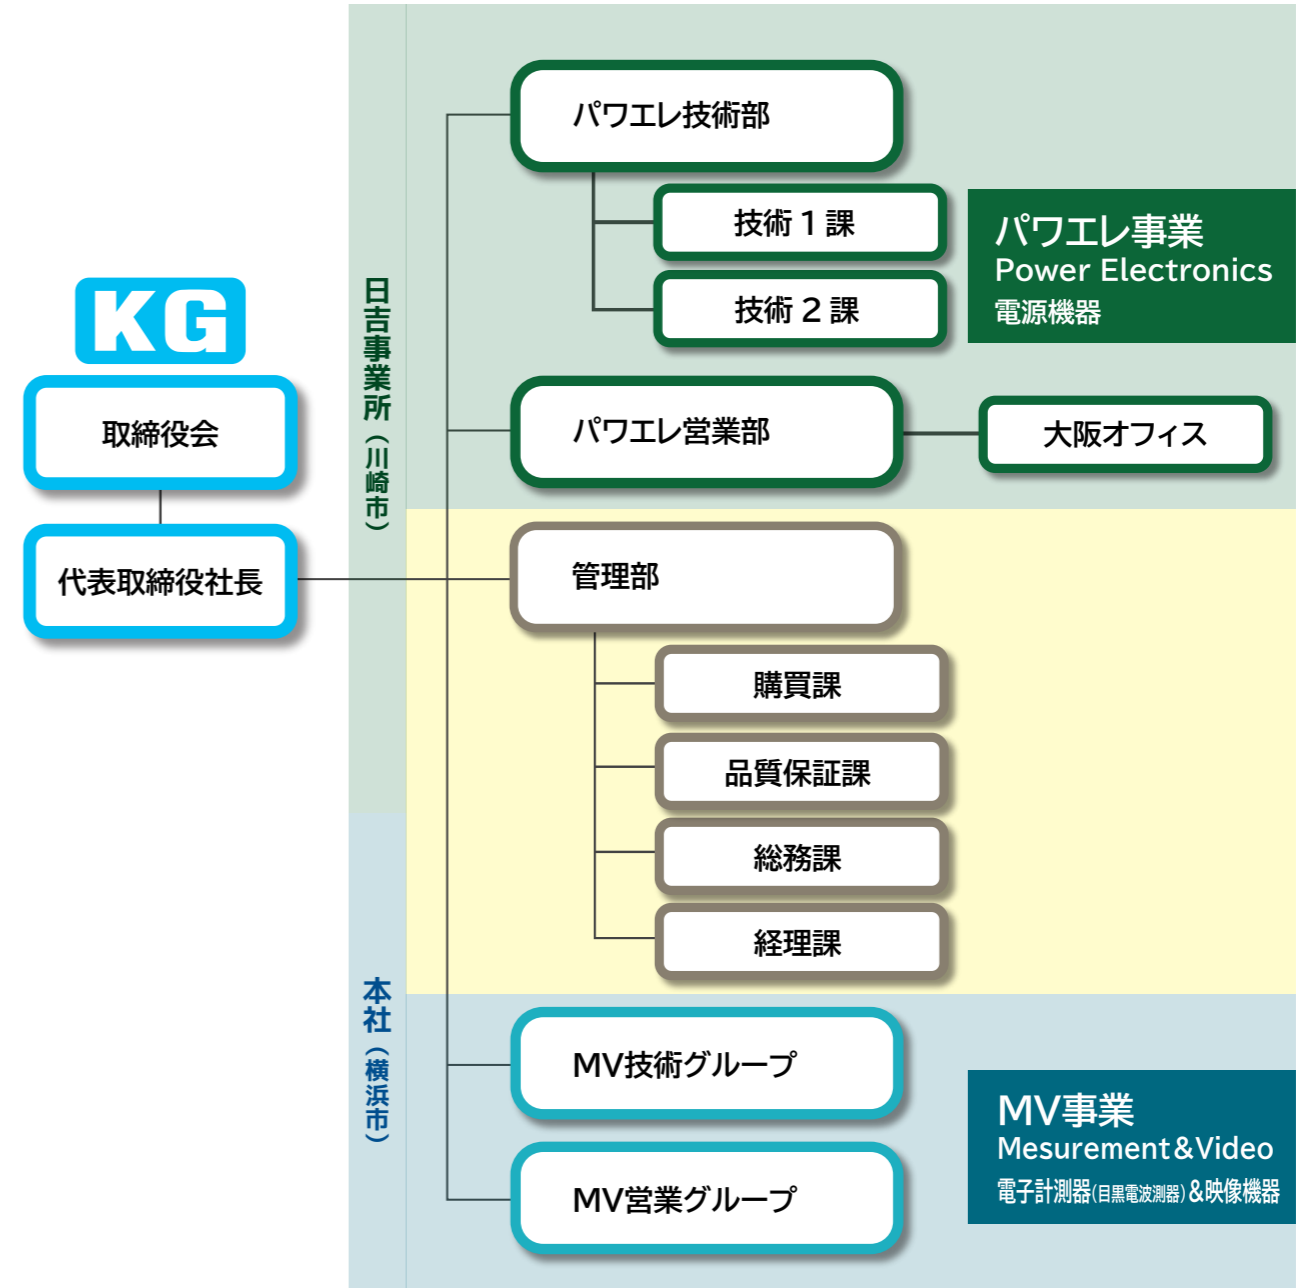 KG
取締役会
代表取締役社長
日吉事業所（川崎市）
本社（横浜市）
パワエレ技術部
技術 1 課
技術 2 課
パワエレ事業
Power Electronics
電源機器
パワエレ営業部
大阪オフィス
管理部
購買課
品質保証課
総務課
経理課
MV技術グループ
MV営業グループ
MV事業
Mesurement&Video
電子計測器(目黒電波測器)&映像機器